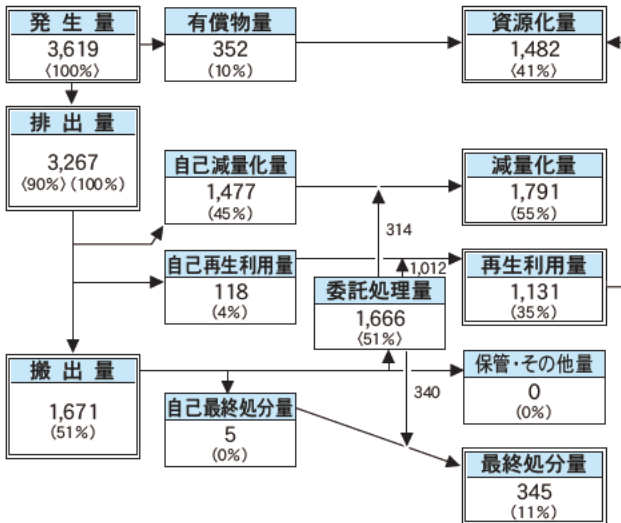 発生量
3,619
〈100%〉
有償物量
352
(10%)
資源化量
1,482
〈41%〉
排出量
3,267
〈90%〉(100%)
自己減量化量
1,477
(45%)
減量化量
1,791
(55%)
314
自己再生利用量
118
(4%)
1,012
再生利用量
1,131
(35%)
委託処理量
1,666
〈51%〉
搬出量
1,671
(51%)
保管・その他量
0
(0%)
340
自己最終処分量
5
(0%)
最終処分量
345
(11%)